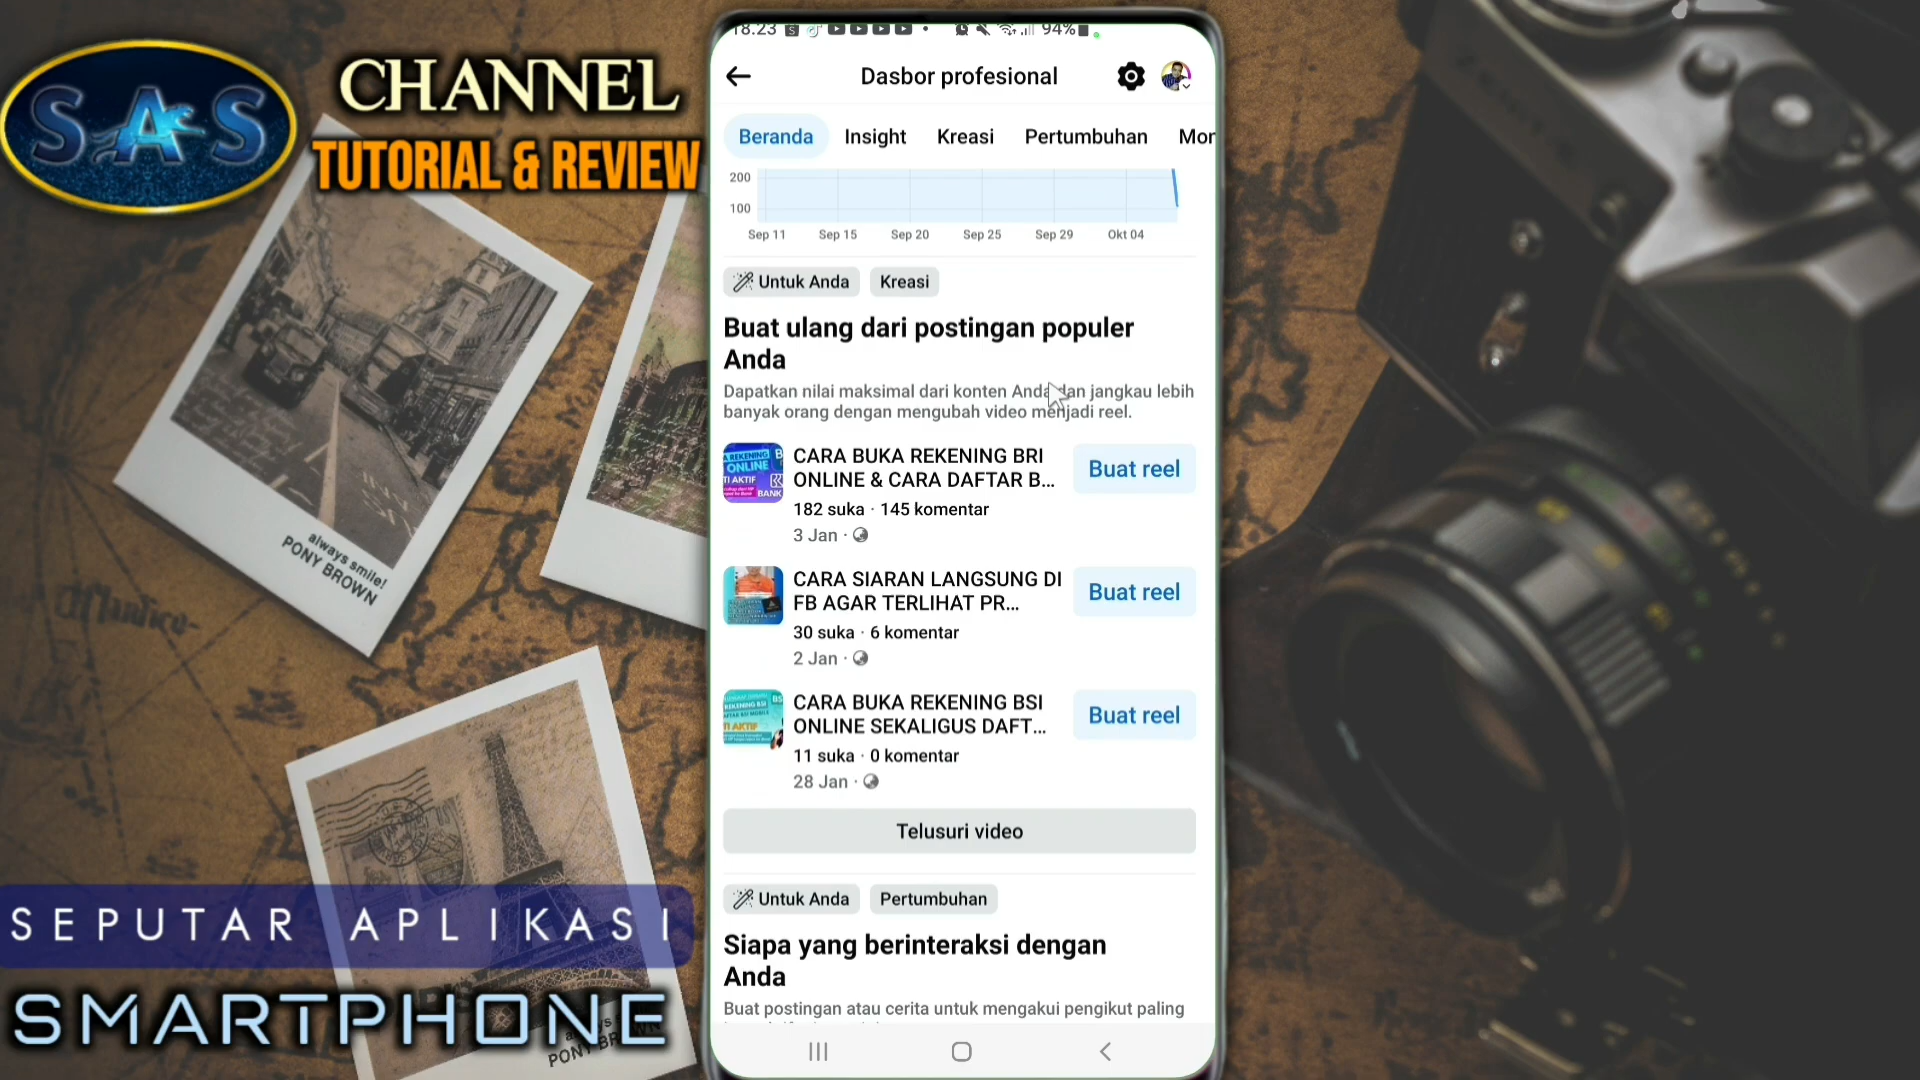 SAS
CHANNEL
TUTORIAL & REVIEW
always smile!
PONY BROWN
SEPUTAR APLIKASI
SMARTPHONE
18.23
94%
Dasbor profesional
Beranda
Insight
Kreasi
Pertumbuhan
Mor
200
100
Sep 11
Sep 15
Sep 20
Sep 25
Sep 29
Okt 04
Untuk Anda
Kreasi
Buat ulang dari postingan populer
Anda
Dapatkan nilai maksimal dari konten Anda dan jangkau lebih
banyak orang dengan mengubah video menjadi reel.
CARA BUKA REKENING BRI
ONLINE & CARA DAFTAR B...
182 suka · 145 komentar
3 Jan ·
Buat reel
CARA SIARAN LANGSUNG DI
FB AGAR TERLIHAT PR...
30 suka · 6 komentar
2 Jan ·
Buat reel
CARA BUKA REKENING BSI
ONLINE SEKALIGUS DAFT...
11 suka · 0 komentar
28 Jan ·
Buat reel
Telusuri video
Untuk Anda
Pertumbuhan
Siapa yang berinteraksi dengan
Anda
Buat postingan atau cerita untuk mengakui pengikut paling